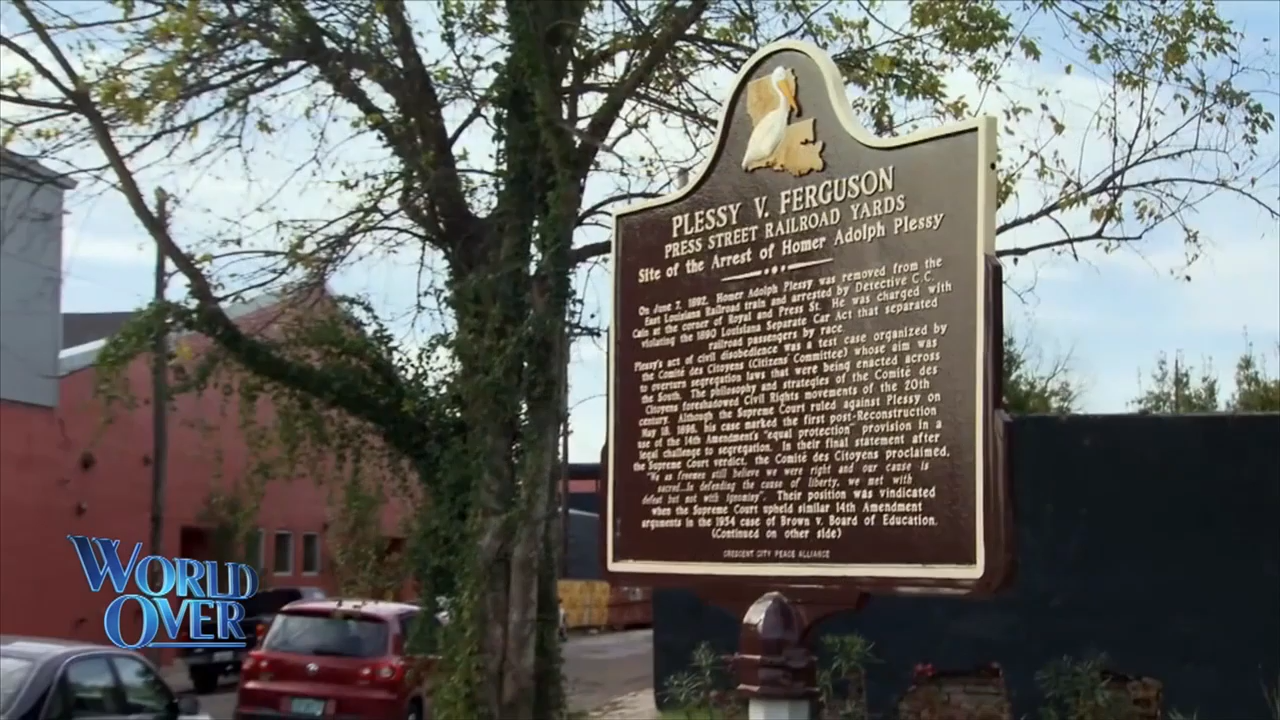 PLESSY V. FERGUSON
PRESS STREET RAILROAD YARDS
Site of the Arrest of Homer Adolph Plessy
On June 7, 1892, Homer Adolph Plessy was removed from the
East Louisiana Railroad train and arrested by Detective C.C.
Cain at the corner of Royal and Press St. He was charged with
violating the 1890 Louisiana Separate Car Act that separated
railroad passengers by race.
Plessy's act of civil disobedience was a test case organized by
the Comité des Citoyens (Citizens' Committee) whose aim was
to overturn segregation laws that were being enacted across
the South. The philosophy and strategies of the Comité des
Citoyens foreshadowed Civil Rights movements of the 20th
century. Although the Supreme Court ruled against Plessy on
May 18, 1896, his case marked the first post-Reconstruction
use of the 14th Amendment's "equal protection" provision in a
legal challenge to segregation. In their final statement after
the Supreme Court verdict, the Comité des Citoyens proclaimed,
"We as freemen still believe we were right and our cause is
sacred...In defending the cause of liberty, we met with
defeat but not with ignominy". Their position was vindicated
when the Supreme Court upheld similar 14th Amendment
arguments in the 1954 case of Brown v. Board of Education.
(Continued on other side)
CRESCENT CITY PEACE ALLIANCE
WORLD
OVER